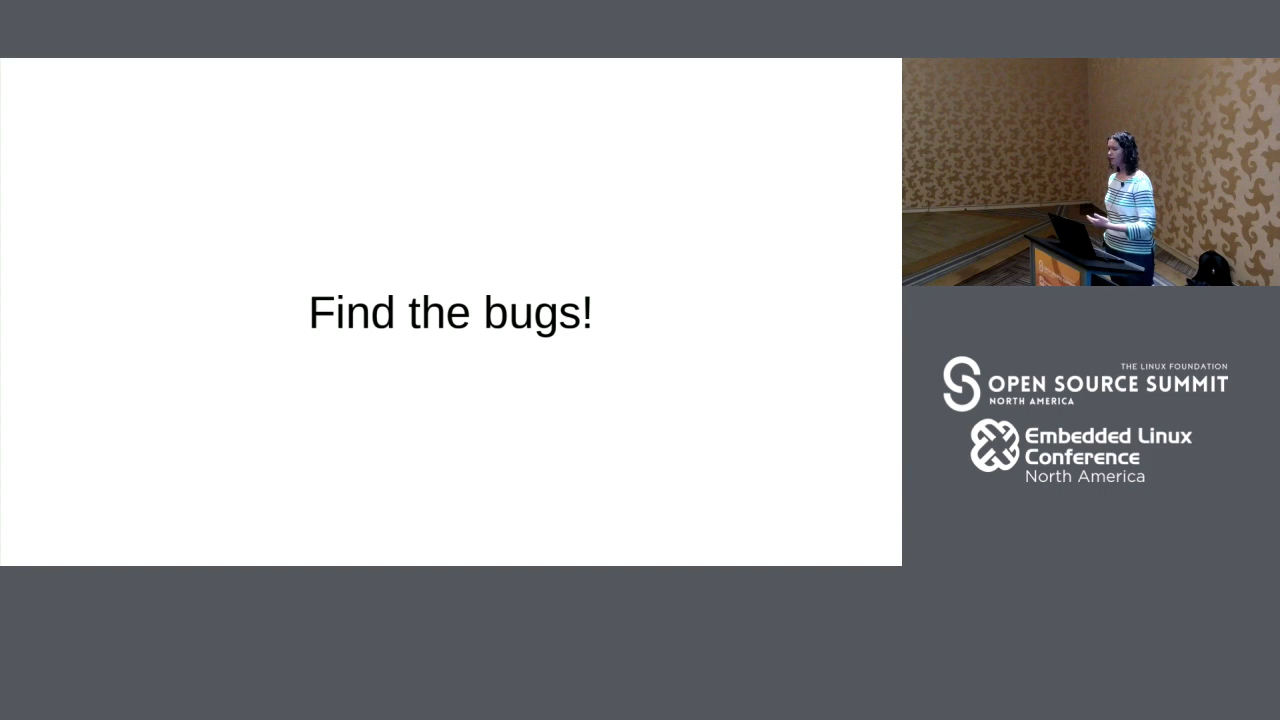 Find the bugs!
THE LINUX FOUNDATION
OPEN SOURCE SUMMIT
NORTH AMERICA
Embedded Linux
Conference
North America